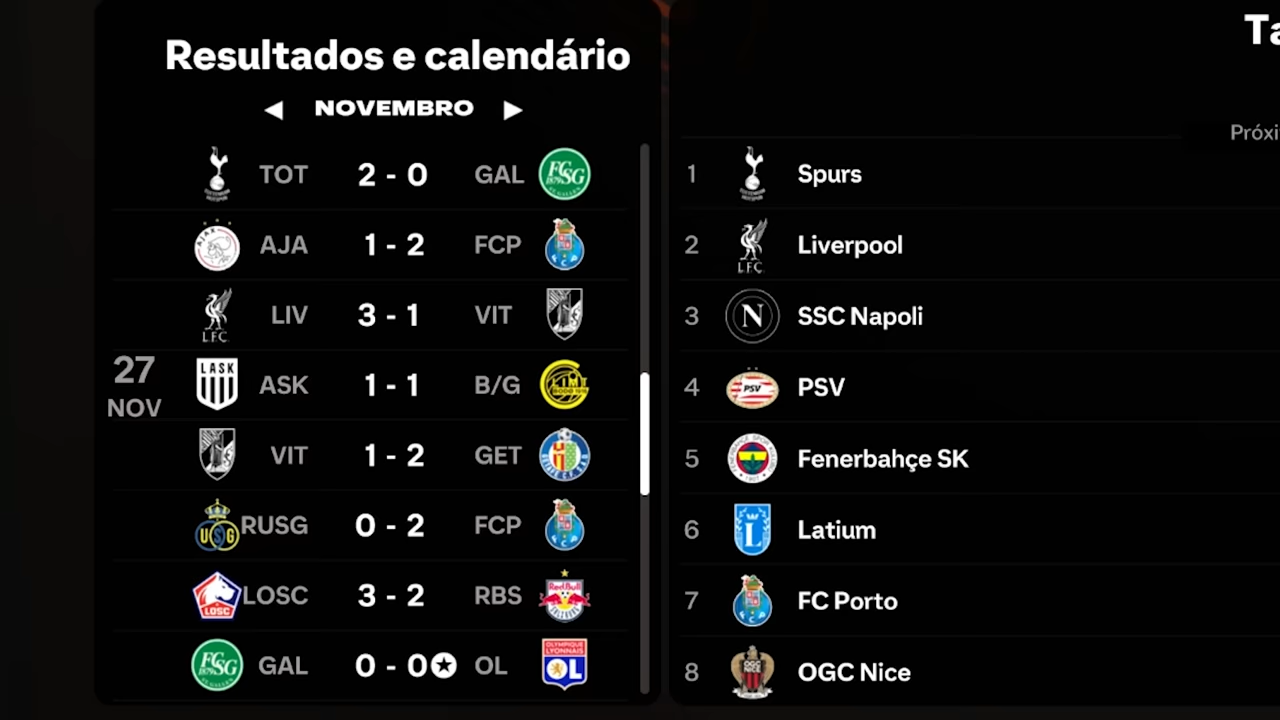 Resultados e calendário
NOVEMBRO
TOT 2 - 0 GAL
AJA 1 - 2 FCP
LIV 3 - 1 VIT
27 NOV
ASK 1 - 1 B/G
VIT 1 - 2 GET
RUSG 0 - 2 FCP
LOSC 3 - 2 RBS
GAL 0 - 0 OL
Próxi
1 Spurs
2 Liverpool
3 SSC Napoli
4 PSV
5 Fenerbahçe SK
6 Latium
7 FC Porto
8 OGC Nice